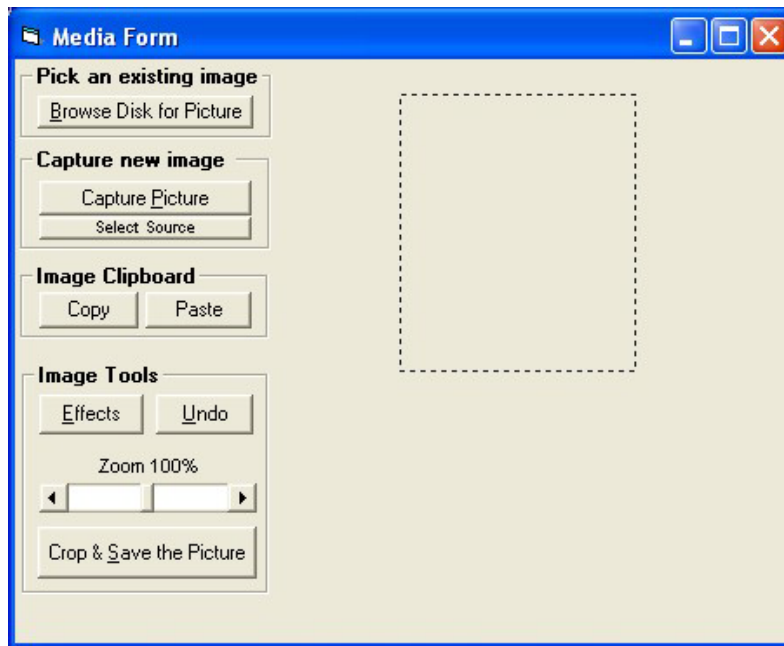 Media Form
Pick an existing image
Browse Disk for Picture
Capture new image
Capture Picture
Select Source
Image Clipboard
Copy Paste
Image Tools
Effects Undo
Zoom 100%
Crop & Save the Picture